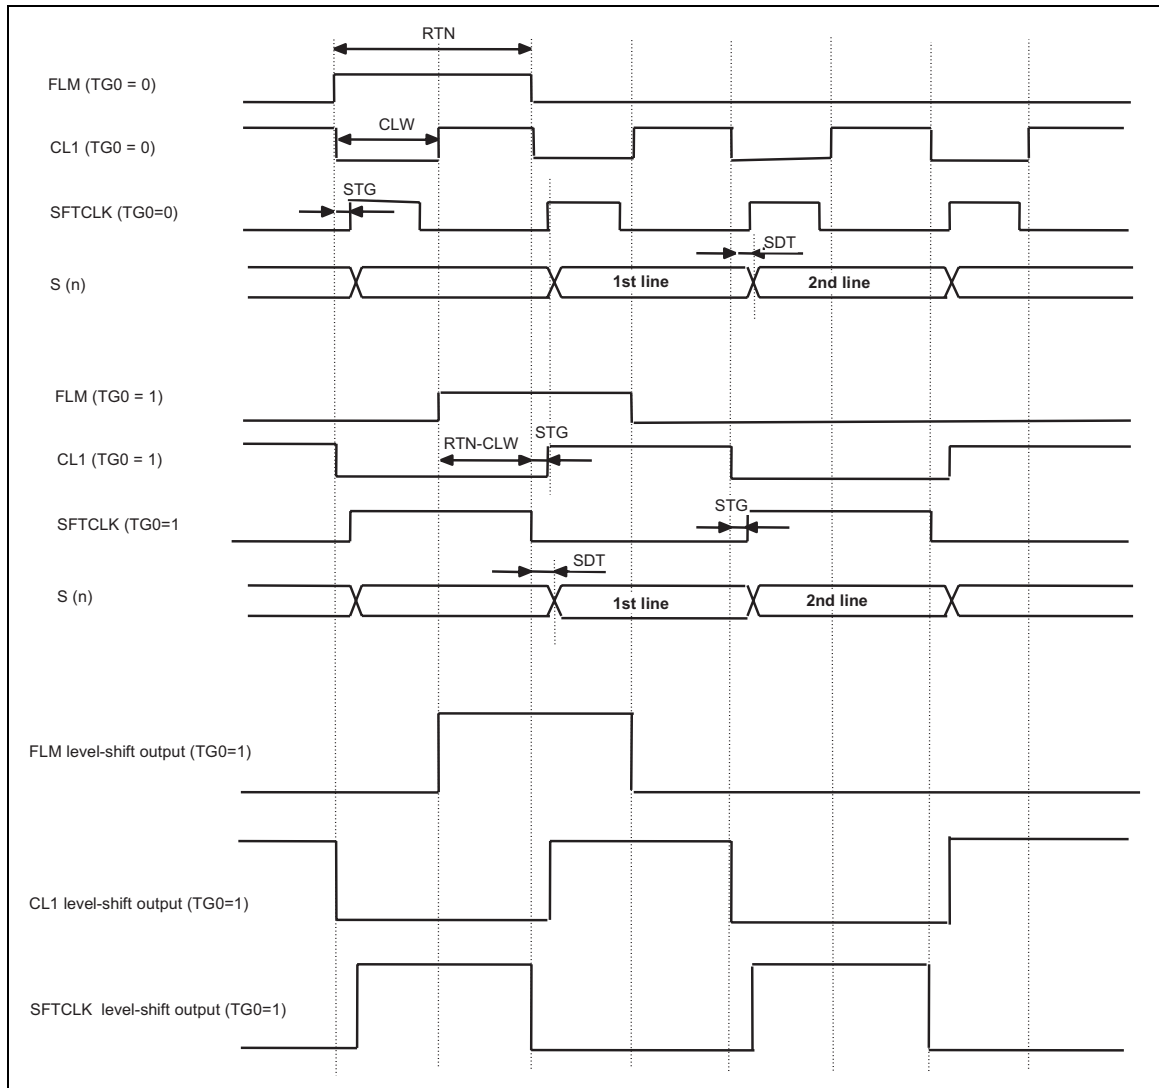 RTN
FLM (TG0 = 0)
CLW
CL1 (TG0 = 0)
STG
SFTCLK (TG0=0)
SDT
S (n)
1st line
2nd line
FLM (TG0 = 1)
RTN-CLW
STG
CL1 (TG0 = 1)
STG
SFTCLK (TG0=1
SDT
S (n)
1st line
2nd line
FLM level-shift output (TG0=1)
CL1 level-shift output (TG0=1)
SFTCLK level-shift output (TG0=1)